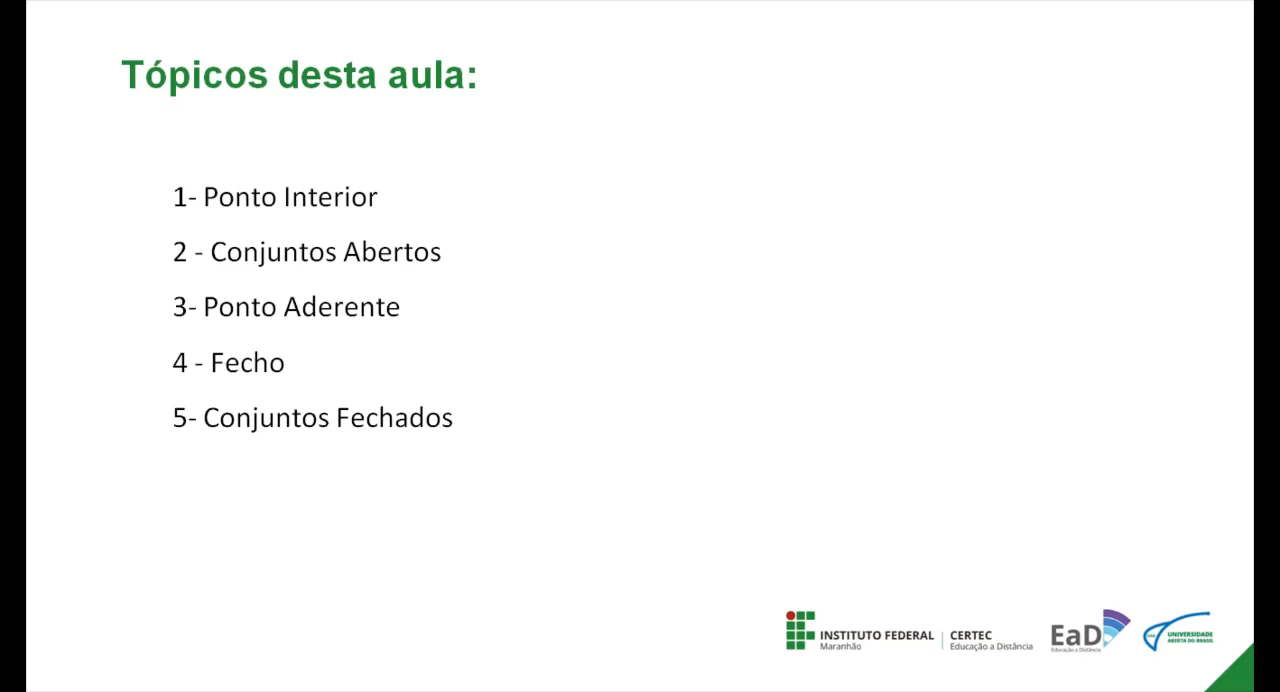 Tópicos desta aula:
1- Ponto Interior
2 - Conjuntos Abertos
3- Ponto Aderente
4 - Fecho
5- Conjuntos Fechados
INSTITUTO FEDERAL
Maranhão
CERTEC
Educação a Distância
EaD
Educação a Distância
UNIVERSIDADE
ABERTA DO BRASIL